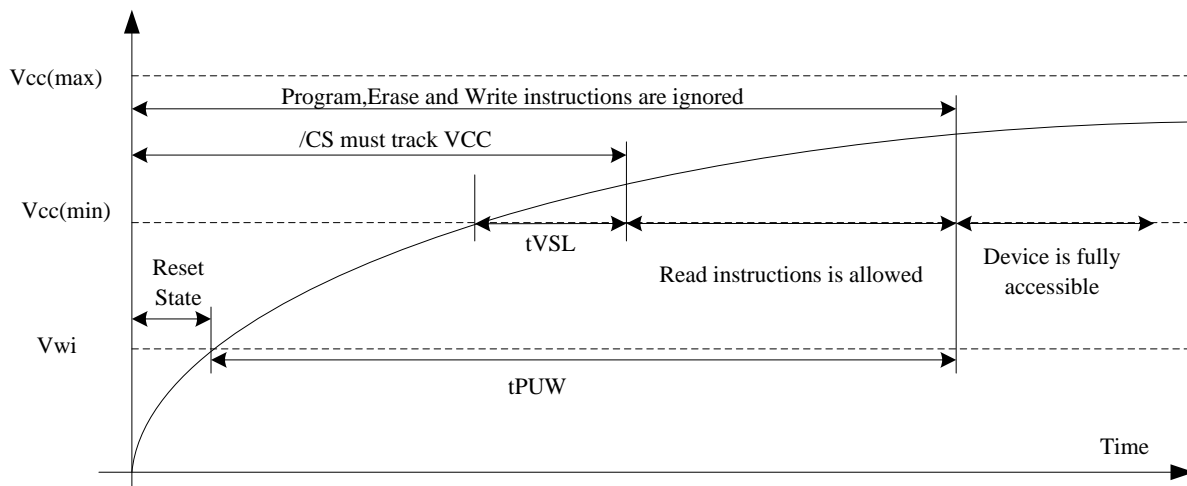 Vcc(max)
Program,Erase and Write instructions are ignored
/CS must track VCC
Vcc(min)
tVSL
Reset
State
Read instructions is allowed
Device is fully
accessible
Vwi
tPUW
Time